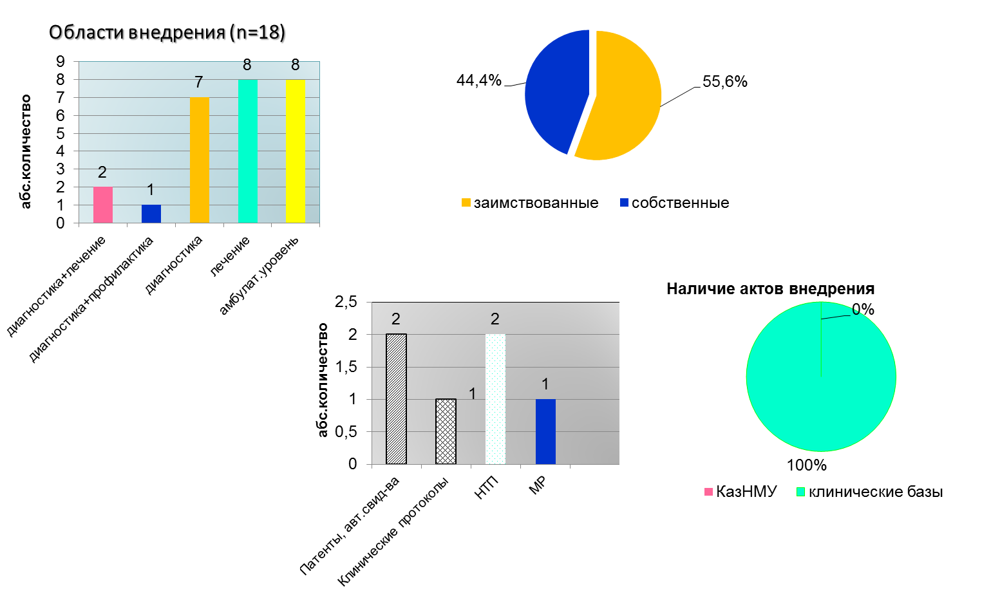 Области внедрения (n=18)
абс.количество
9
8
7
6
5
4
3
2
1
0
2
1
7
8
8
диагностика+лечение
диагностика+профилактика
диагностика
лечение
амбулат.уровень
44,4%
55,6%
заимствованные
собственные
абс.количество
2,5
2
1,5
1
0,5
0
2
1
2
1
Патенты, авт.свид-ва
Клинические протоколы
НТП
МР
Наличие актов внедрения
0%
100%
КазНМУ
клинические базы